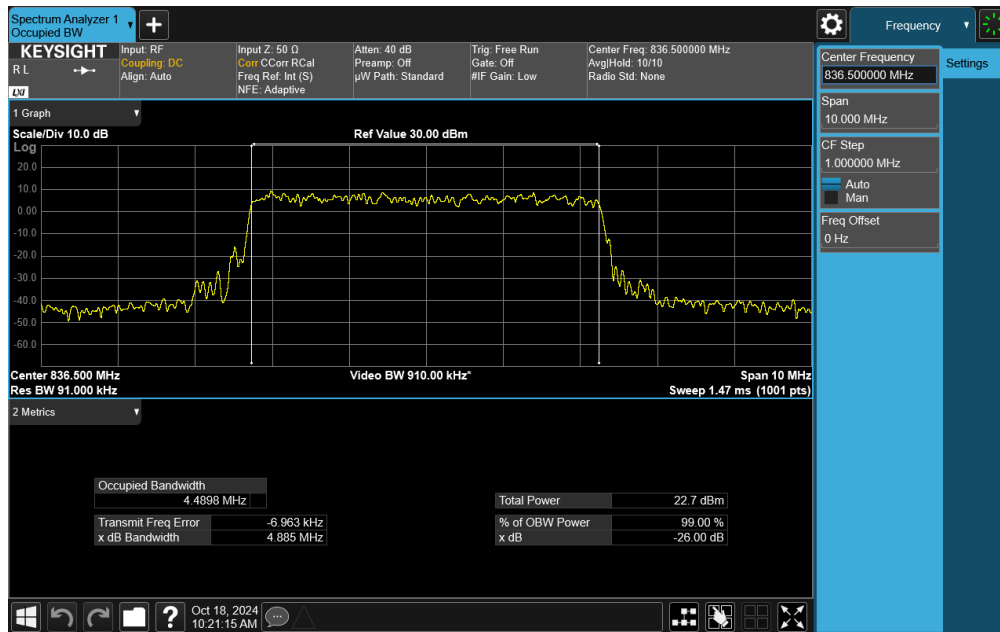 Spectrum Analyzer 1
Occupied BW
+
Frequency
KEYSIGHT
R L
LXI
Input: RF
Coupling: DC
Align: Auto
Input Z: 50 Ω
Corr CCorr RCal
Freq Ref: Int (S)
NFE: Adaptive
Atten: 40 dB
Preamp: Off
µW Path: Standard
Trig: Free Run
Gate: Off
#IF Gain: Low
Center Freq: 836.500000 MHz
Avg|Hold: 10/10
Radio Std: None
Center Frequency
836.500000 MHz
Settings
Span
10.000 MHz
CF Step
1.000000 MHz
Auto
Man
Freq Offset
0 Hz
1 Graph
Scale/Div 10.0 dB
Ref Value 30.00 dBm
Log
20.0
10.0
0.00
-10.0
-20.0
-30.0
-40.0
-50.0
-60.0
Center 836.500 MHz
Video BW 910.00 kHz*
Span 10 MHz
Res BW 91.000 kHz
Sweep 1.47 ms (1001 pts)
2 Metrics
Occupied Bandwidth
4.4898 MHz
Total Power 22.7 dBm
Transmit Freq Error -6.963 kHz
% of OBW Power 99.00 %
x dB Bandwidth 4.885 MHz
x dB -26.00 dB
?
Oct 18, 2024
10:21:15 AM